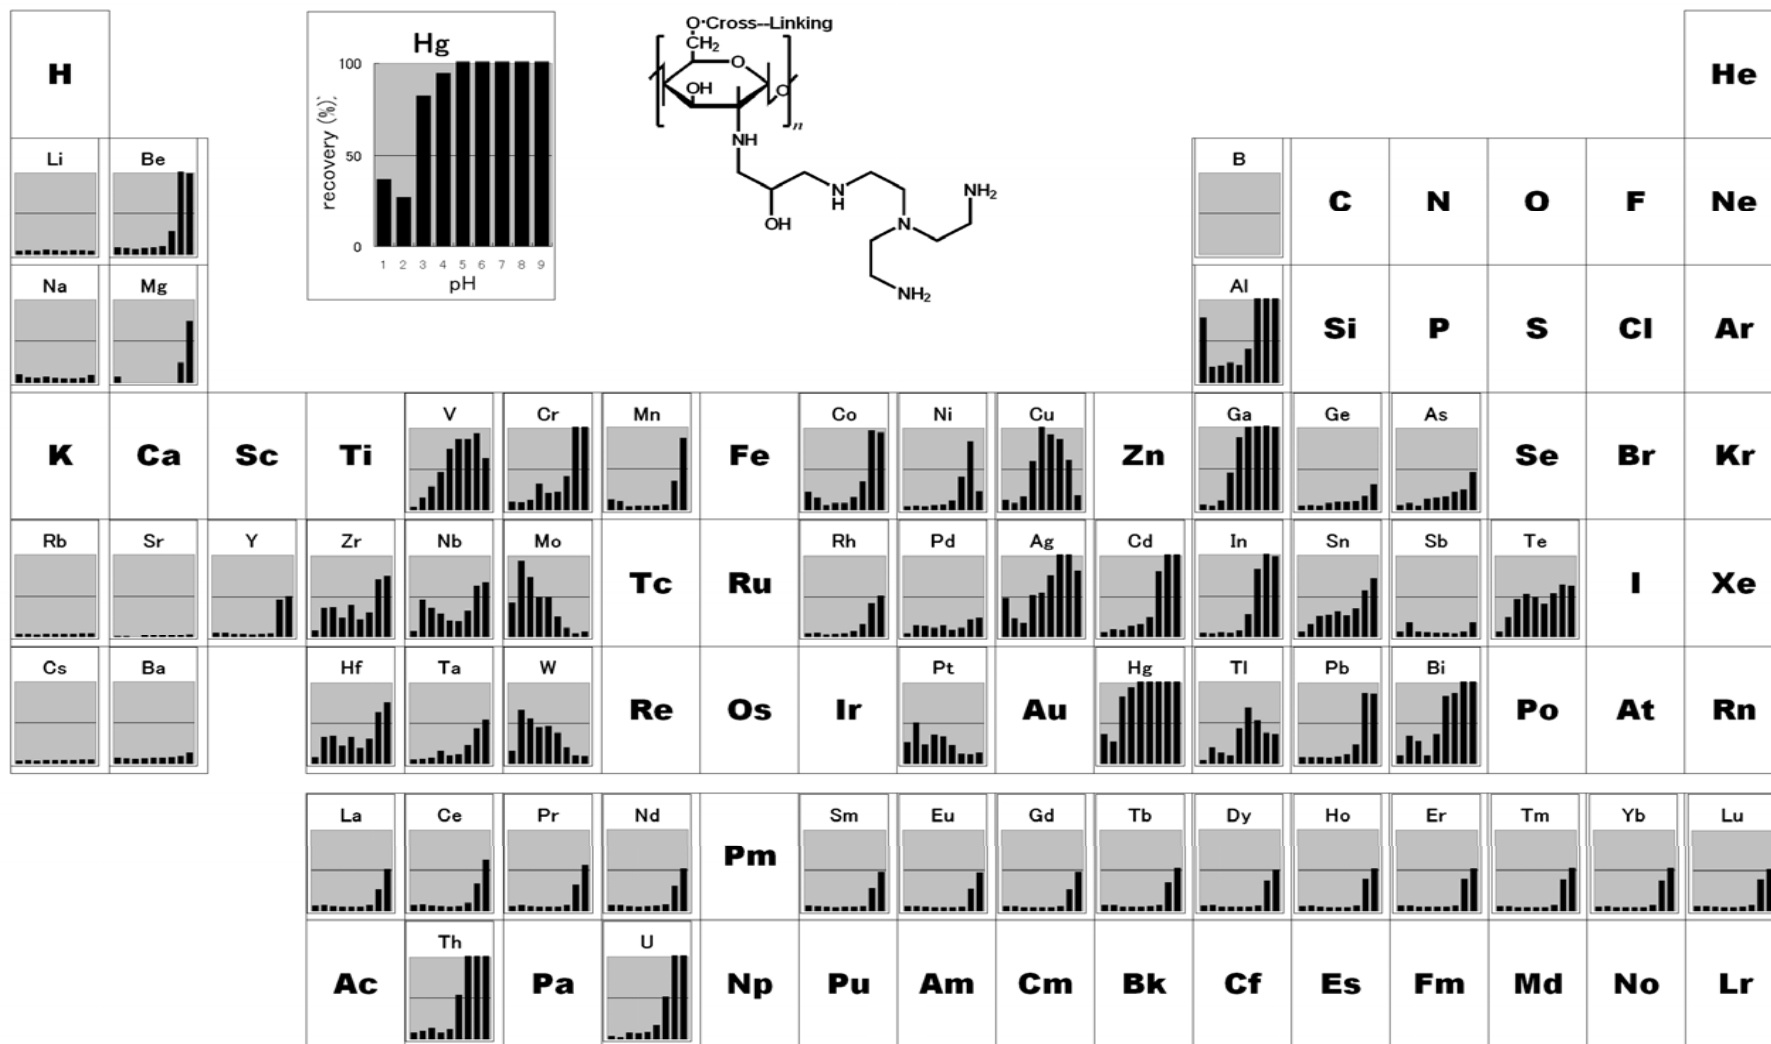 O·Cross--Linking
CH₂
O
OH
O
n
NH
N
H
OH
N
NH₂
NH₂
Hg
recovery (%)
100
50
0
1 2 3 4 5 6 7 8 9
pH
H He
Li Be B C N O F Ne
Na Mg Al Si P S Cl Ar
K Ca Sc Ti V Cr Mn Fe Co Ni Cu Zn Ga Ge As Se Br Kr
Rb Sr Y Zr Nb Mo Tc Ru Rh Pd Ag Cd In Sn Sb Te I Xe
Cs Ba Hf Ta W Re Os Ir Pt Au Hg Tl Pb Bi Po At Rn
La Ce Pr Nd Pm Sm Eu Gd Tb Dy Ho Er Tm Yb Lu
Ac Th Pa U Np Pu Am Cm Bk Cf Es Fm Md No Lr